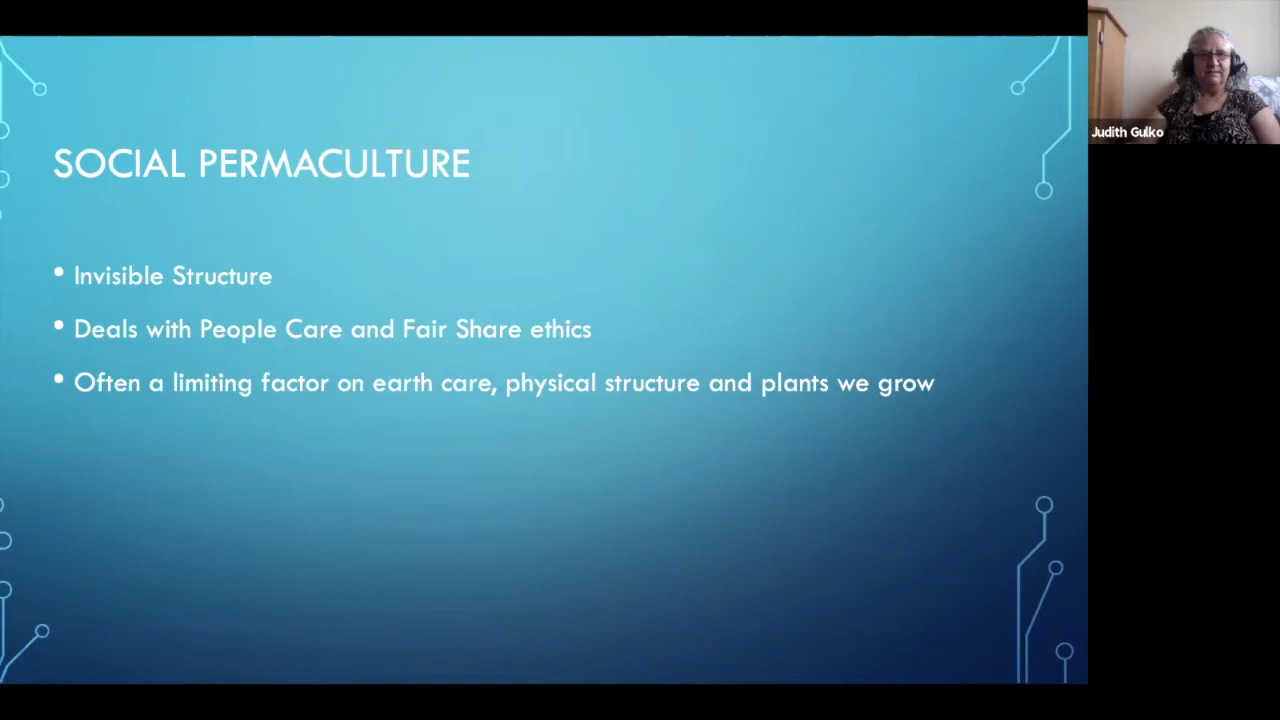 SOCIAL PERMACULTURE
• Invisible Structure
• Deals with People Care and Fair Share ethics
• Often a limiting factor on earth care, physical structure and plants we grow
Judith Gulko